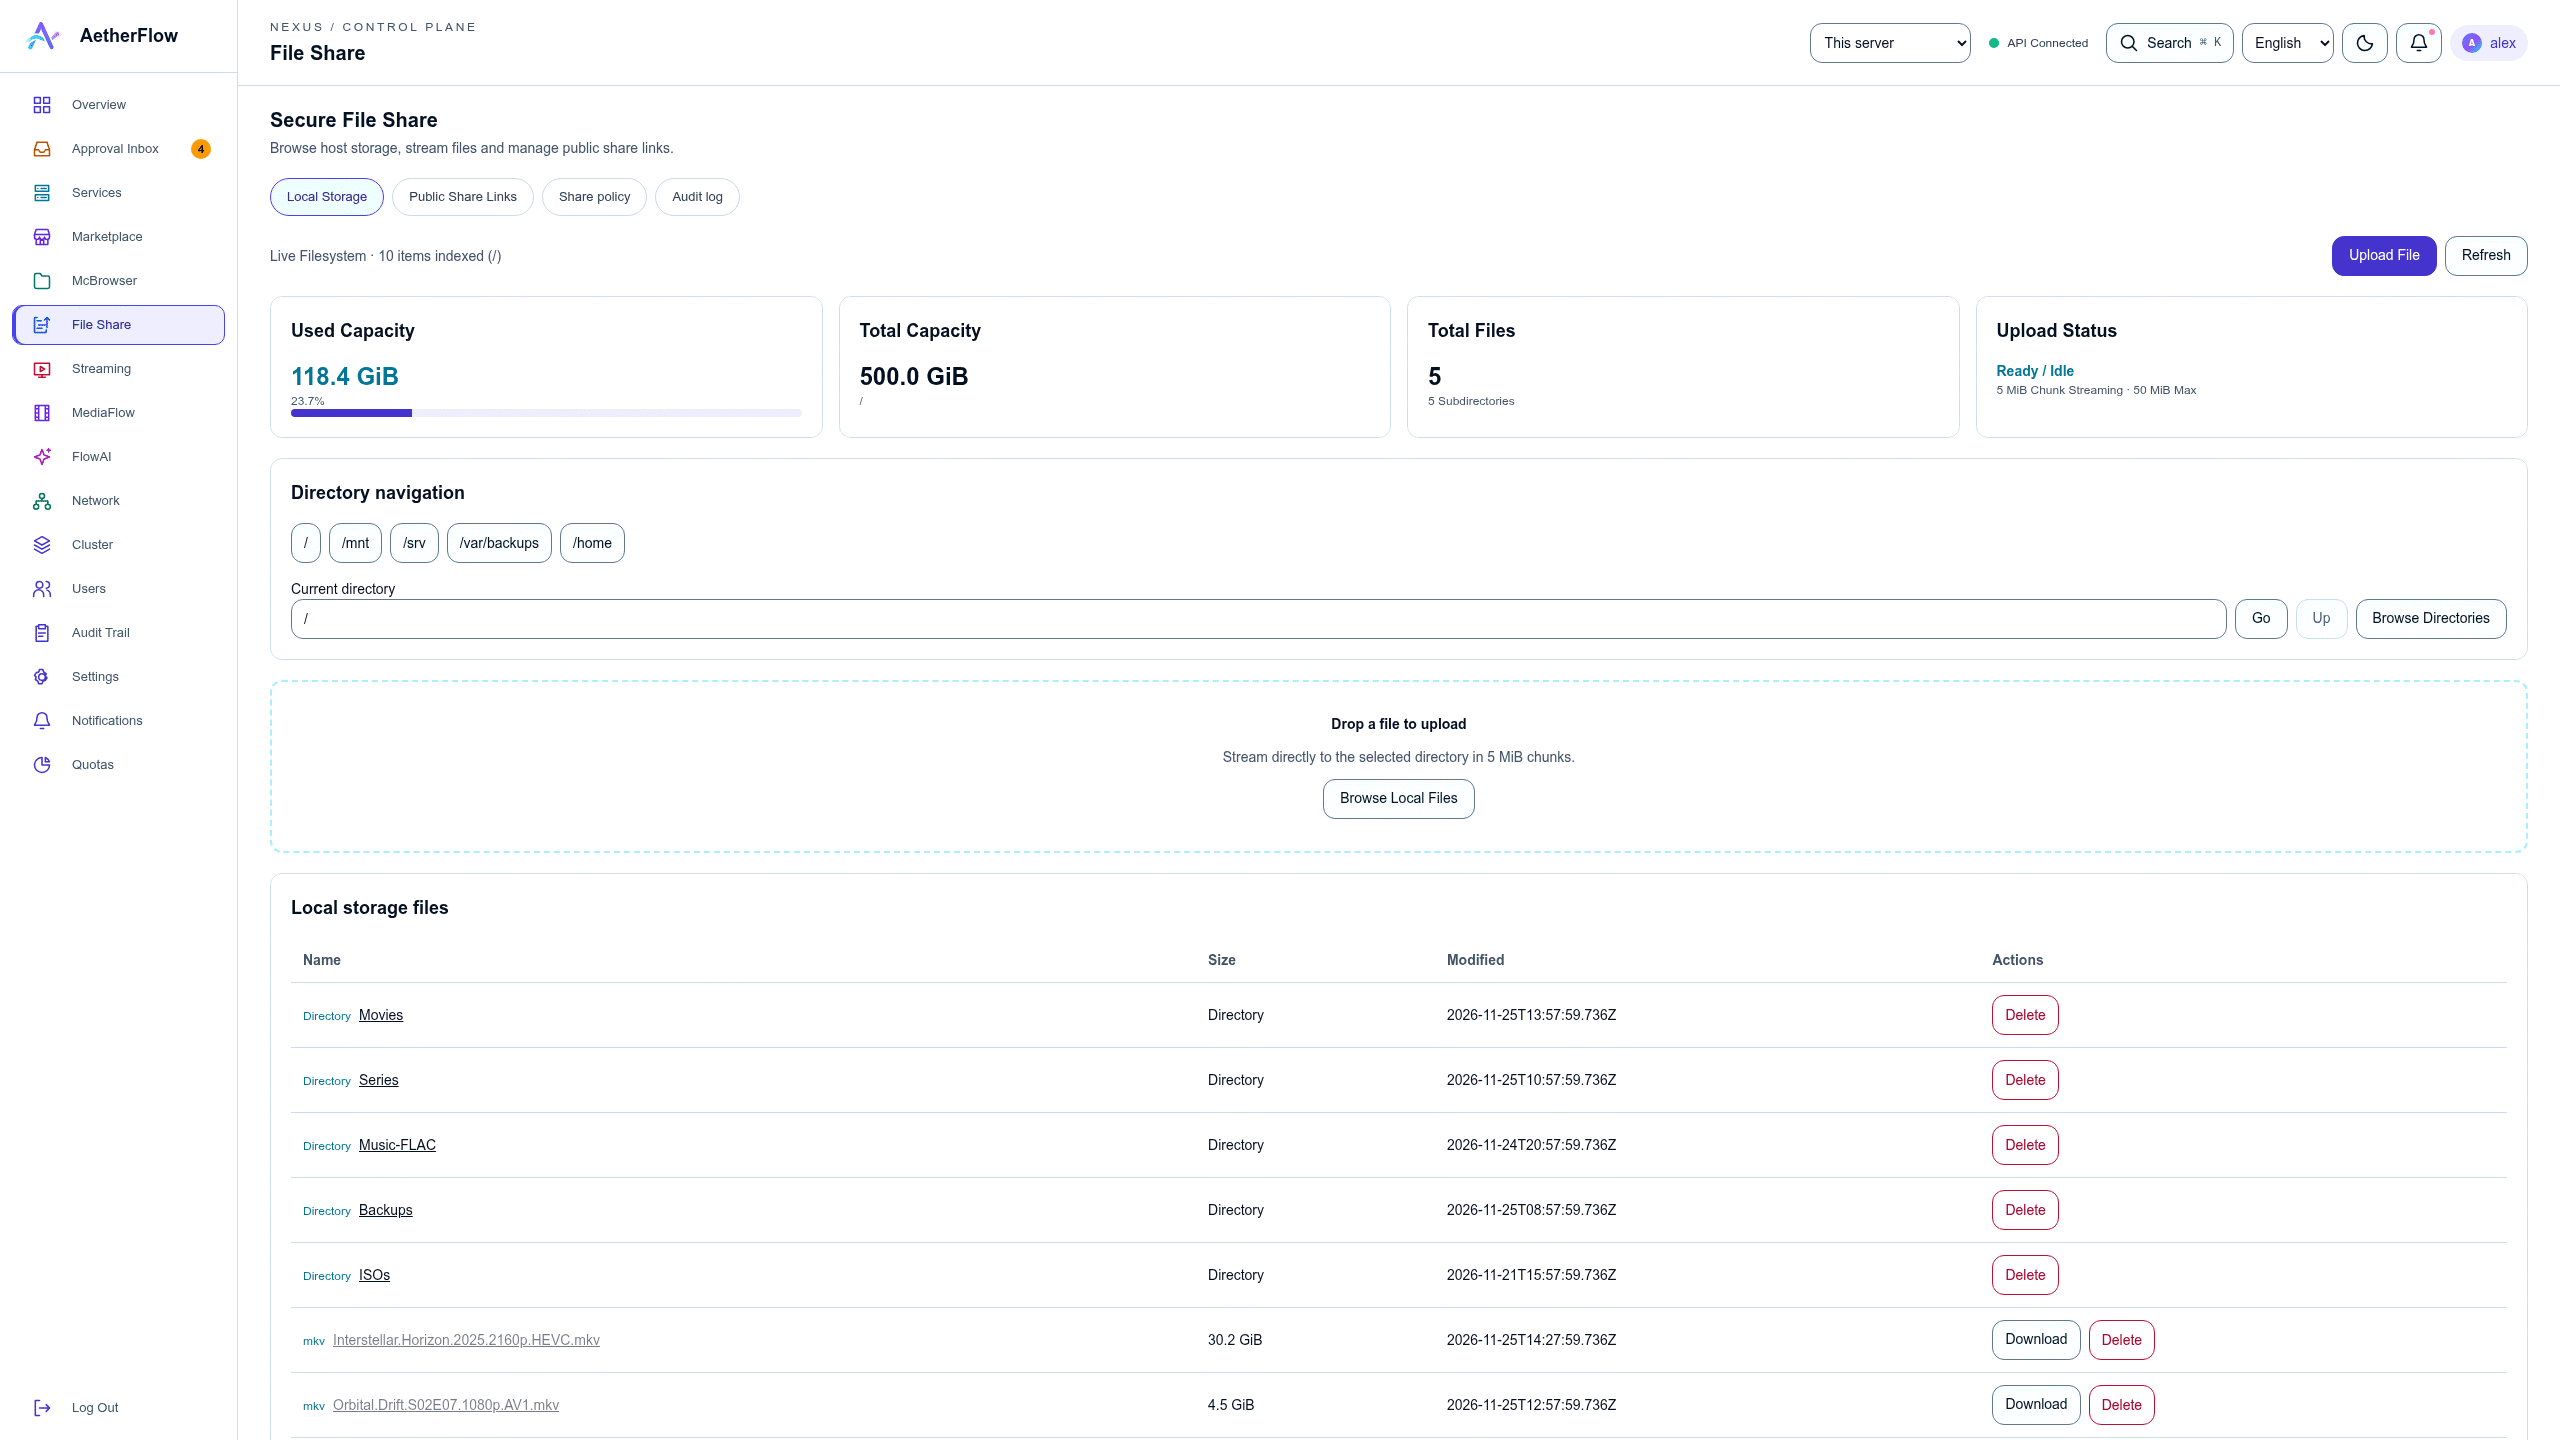 AetherFlow
Overview
Approval Inbox 4
Services
Marketplace
McBrowser
File Share
Streaming
MediaFlow
FlowAI
Network
Cluster
Users
Audit Trail
Settings
Notifications
Quotas
Log Out
NEXUS / CONTROL PLANE
File Share
This server
API Connected
Search ⌘ K
English
A alex
Secure File Share
Browse host storage, stream files and manage public share links.
Local Storage Public Share Links Share policy Audit log
Live Filesystem · 10 items indexed (/)
Upload File Refresh
Used Capacity
118.4 GiB
23.7%
Total Capacity
500.0 GiB
/
Total Files
5
5 Subdirectories
Upload Status
Ready / Idle
5 MiB Chunk Streaming · 50 MiB Max
Directory navigation
/ /mnt /srv /var/backups /home
Current directory
/ Go Up Browse Directories
Drop a file to upload
Stream directly to the selected directory in 5 MiB chunks.
Browse Local Files
Local storage files
Name Size Modified Actions
Directory Movies Directory 2026-11-25T13:57:59.736Z Delete
Directory Series Directory 2026-11-25T10:57:59.736Z Delete
Directory Music-FLAC Directory 2026-11-24T20:57:59.736Z Delete
Directory Backups Directory 2026-11-25T08:57:59.736Z Delete
Directory ISOs Directory 2026-11-21T15:57:59.736Z Delete
mkv Interstellar.Horizon.2025.2160p.HEVC.mkv 30.2 GiB 2026-11-25T14:27:59.736Z Download Delete
mkv Orbital.Drift.S02E07.1080p.AV1.mkv 4.5 GiB 2026-11-25T12:57:59.736Z Download Delete